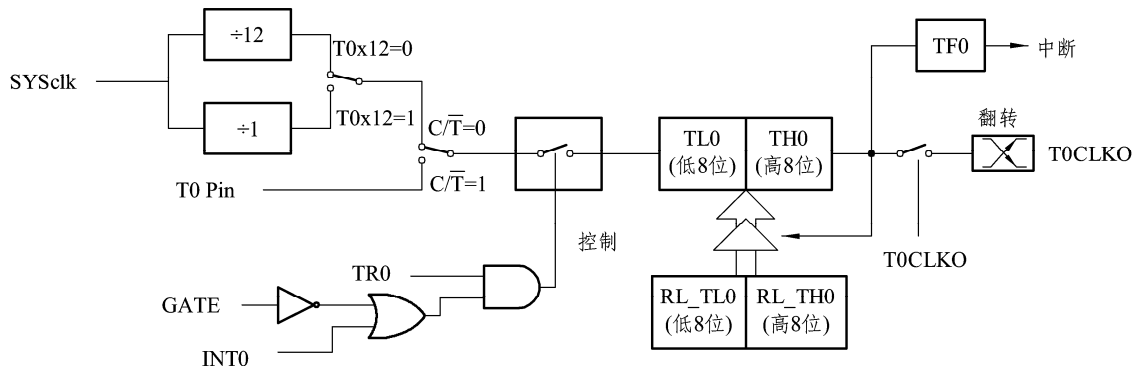 ÷12
T0x12=0
SYSclk
÷1
T0x12=1
C/T̅=0
C/T̅=1
T0 Pin
TL0
(低8位)
TH0
(高8位)
TF0
中断
翻转
T0CLKO
T0CLKO
控制
TR0
GATE
INT0
RL_TL0
(低8位)
RL_TH0
(高8位)